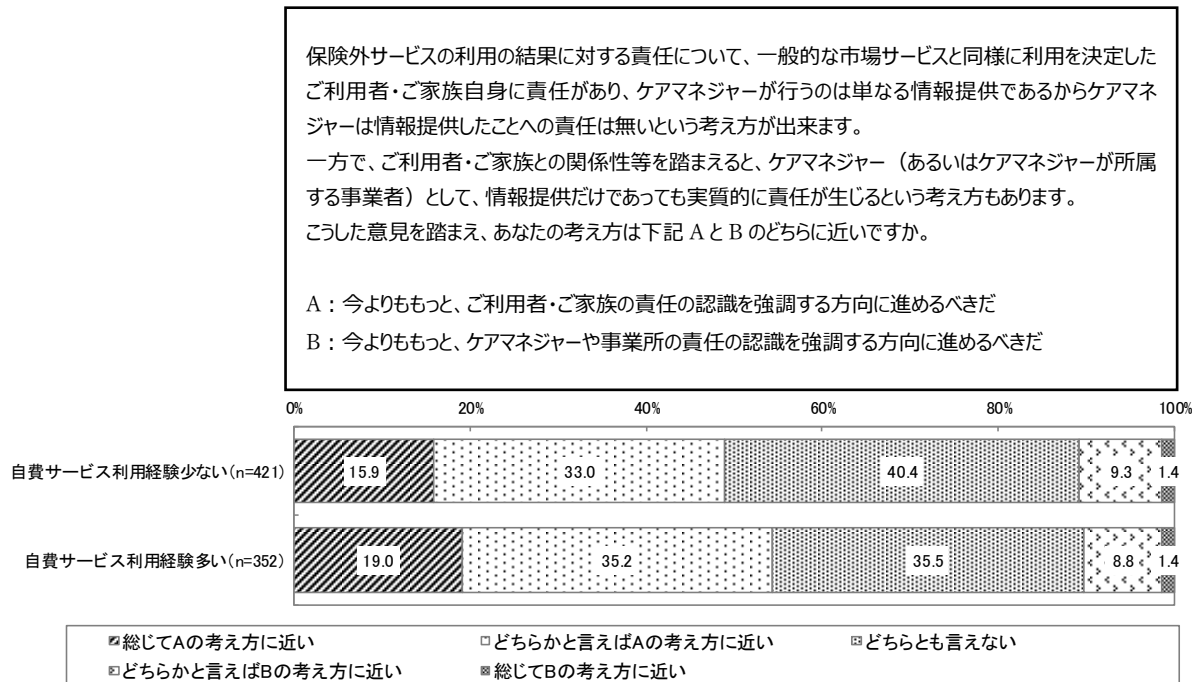 保険外サービスの利用の結果に対する責任について、一般的な市場サービスと同様に利用を決定した
ご利用者・ご家族自身に責任があり、ケアマネジャーが行うのは単なる情報提供であるからケアマネ
ジャーは情報提供したことへの責任は無いという考え方が出来ます。
一方で、ご利用者・ご家族との関係性等を踏まえると、ケアマネジャー（あるいはケアマネジャーが所属
する事業者）として、情報提供だけであっても実質的に責任が生じるという考え方もあります。
こうした意見を踏まえ、あなたの考え方は下記 A と B のどちらに近いですか。
A：今よりももっと、ご利用者・ご家族の責任の認識を強調する方向に進めるべきだ
B：今よりももっと、ケアマネジャーや事業所の責任の認識を強調する方向に進めるべきだ
0% 20% 40% 60% 80% 100%
自費サービス利用経験少ない(n=421) 15.9 33.0 40.4 9.3 1.4
自費サービス利用経験多い(n=352) 19.0 35.2 35.5 8.8 1.4
総じてAの考え方に近い どちらかと言えばAの考え方に近い どちらとも言えない
どちらかと言えばBの考え方に近い 総じてBの考え方に近い